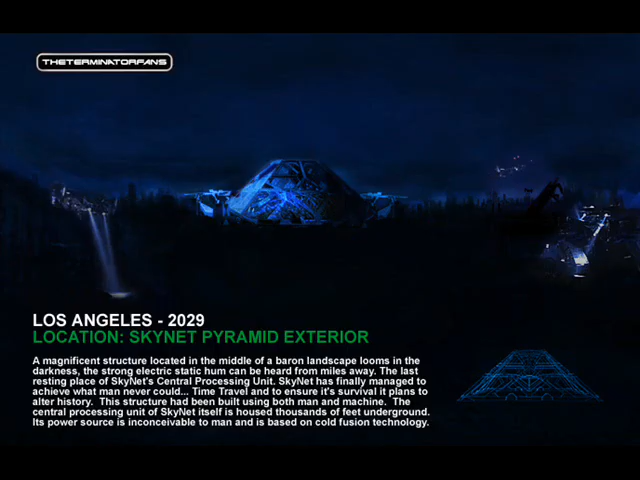 THETERMINATORFANS
LOS ANGELES - 2029
LOCATION: SKYNET PYRAMID EXTERIOR
A magnificent structure located in the middle of a baron landscape looms in the
darkness, the strong electric static hum can be heard from miles away. The last
resting place of SkyNet's Central Processing Unit. SkyNet has finally managed to
achieve what man never could... Time Travel and to ensure it's survival it plans to
alter history.  This structure had been built using both man and machine.  The
central processing unit of SkyNet itself is housed thousands of feet underground.
Its power source is inconceivable to man and is based on cold fusion technology.